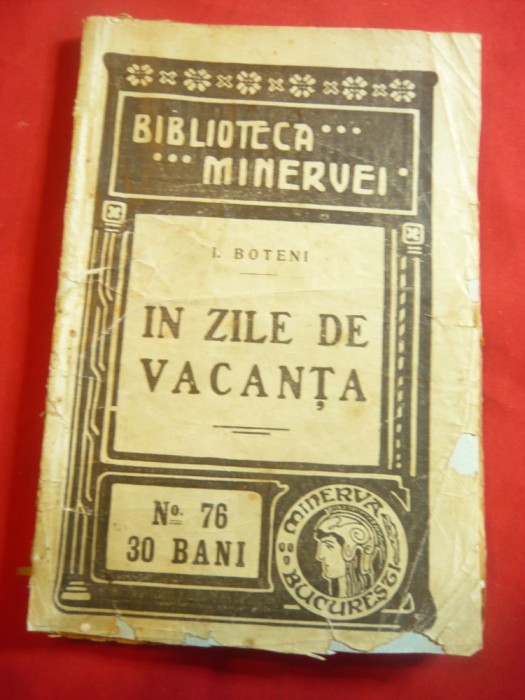 BIBLIOTECA
MINERVEI
I. BOTENI
IN ZILE DE
VACANȚA
No. 76
30 BANI
MINERVA
BUCUREȘTI